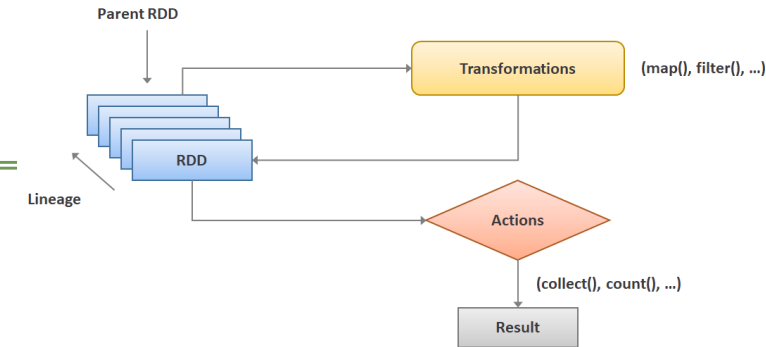 Parent RDD
Transformations
(map(), filter(), ...)
RDD
Lineage
Actions
(collect(), count(), ...)
Result